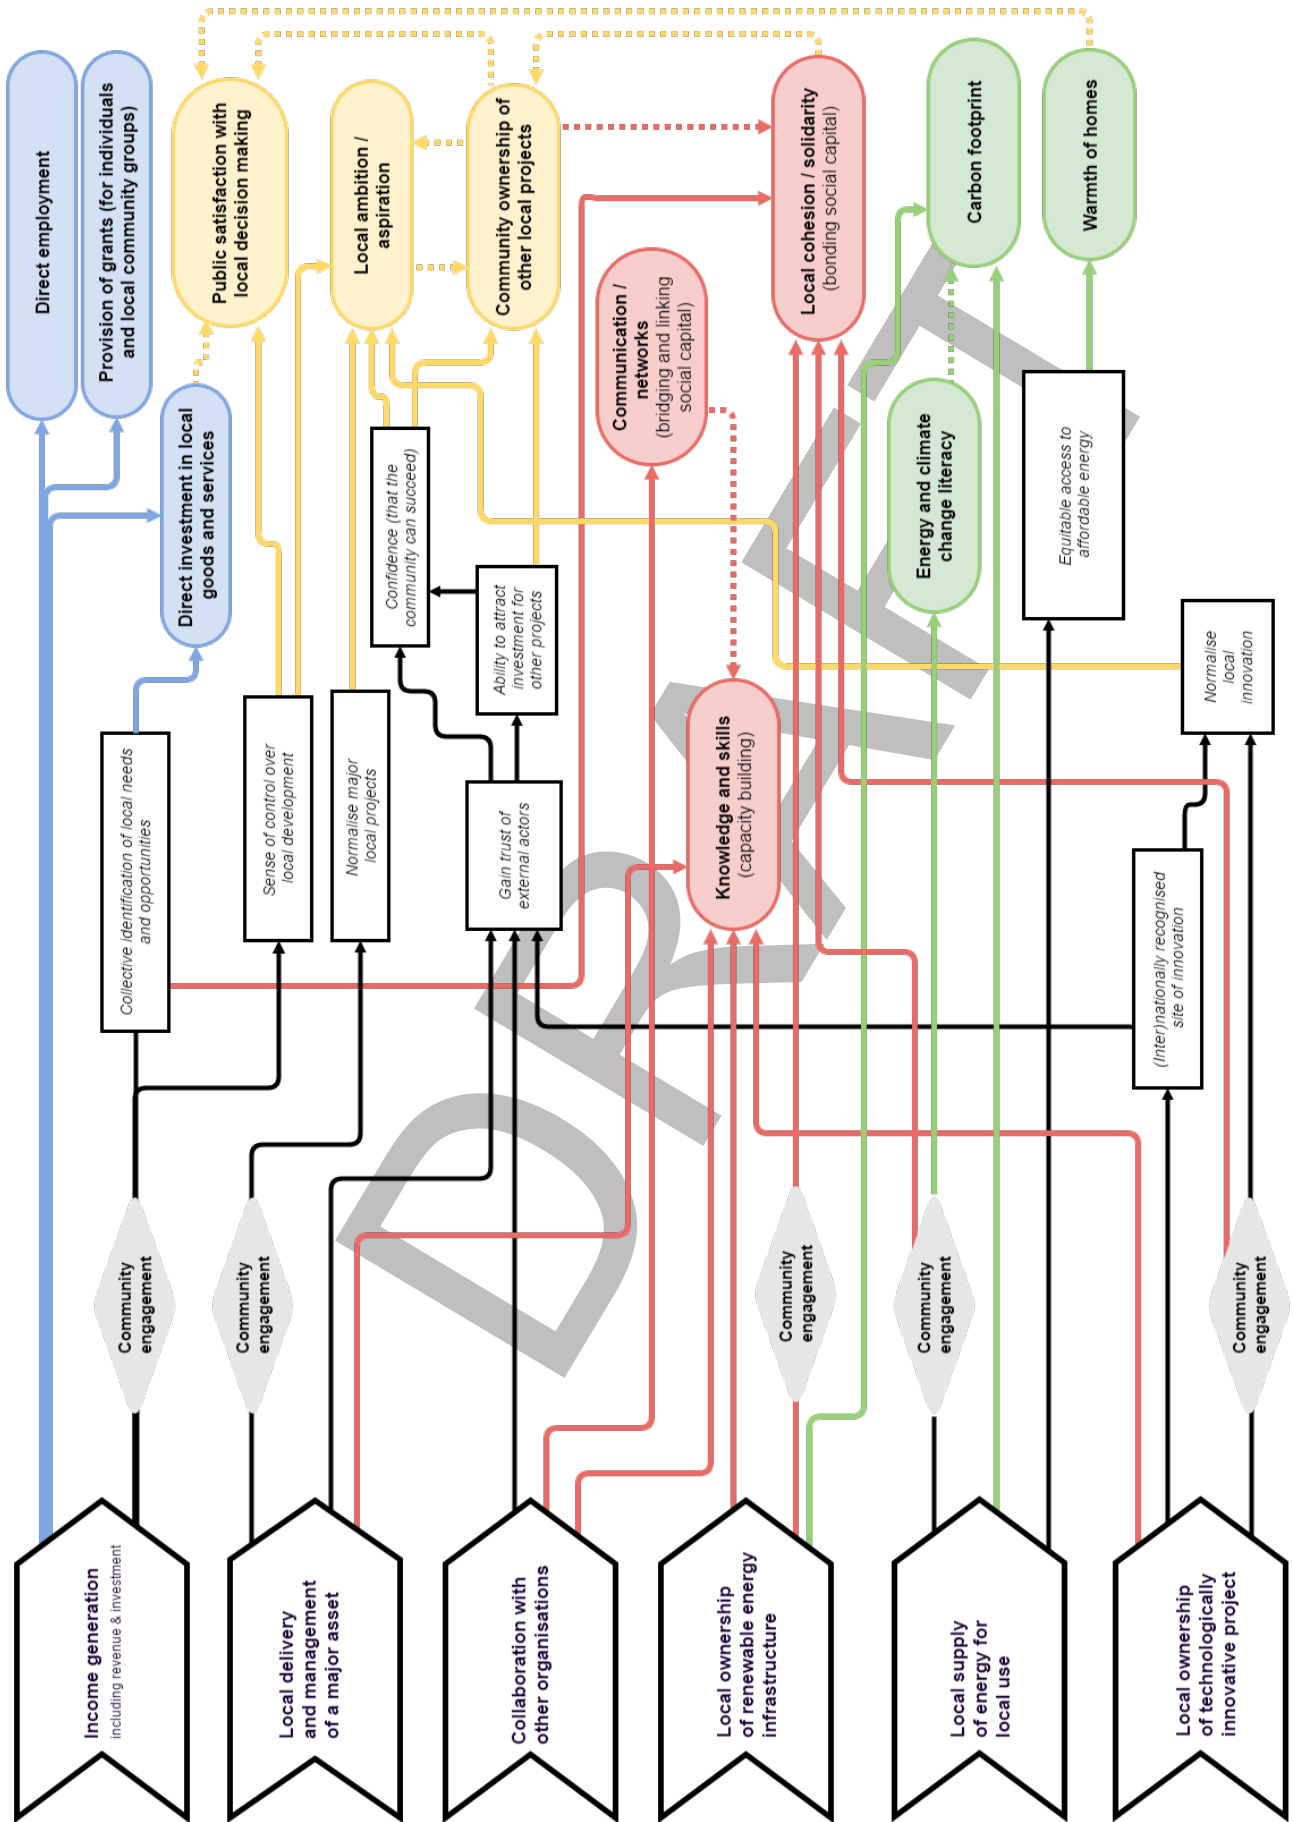 Income generation
including revenue & investment
Local delivery
and management
of a major asset
Collaboration with
other organisations
Local ownership
of renewable energy
infrastructure
Local supply
of energy for
local use
Local ownership
of technologically
innovative project
Community
engagement
Community
engagement
Community
engagement
Community
engagement
Community
engagement
Collective identification of local needs
and opportunities
Sense of control over
local development
Normalise major
local projects
Gain trust of
external actors
(Inter)nationally recognised
site of innovation
Confidence (that the
community can succeed)
Ability to attract
investment for
other projects
Knowledge and skills
(capacity building)
Equitable access to
affordable energy
Normalise
local
innovation
Direct investment in local
goods and services
Communication /
networks
(bridging and linking
social capital)
Energy and climate
change literacy
Direct employment
Provision of grants (for individuals
and local community groups)
Public satisfaction with
local decision making
Local ambition /
aspiration
Community ownership of
other local projects
Local cohesion / solidarity
(bonding social capital)
Carbon footprint
Warmth of homes
DRAFT